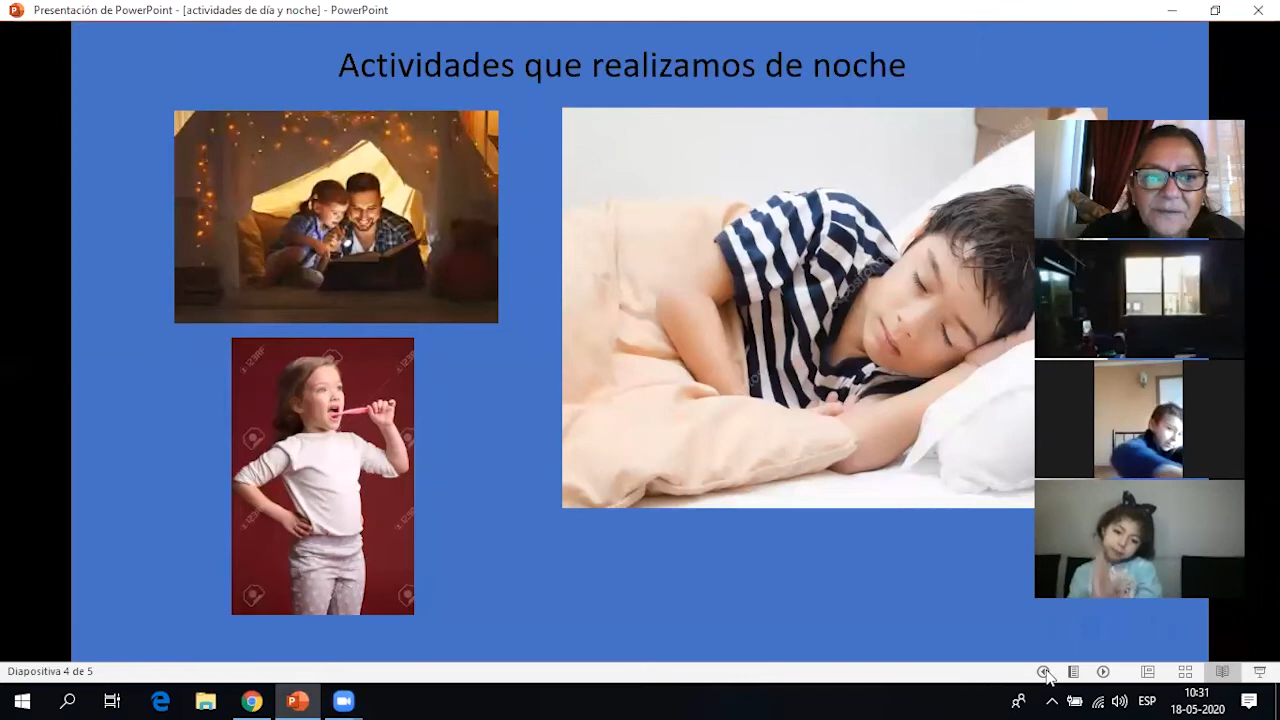 Presentación de PowerPoint - [actividades de día y noche] - PowerPoint
Actividades que realizamos de noche
123RF
Diapositiva 4 de 5
ESP
10:31
18-05-2020